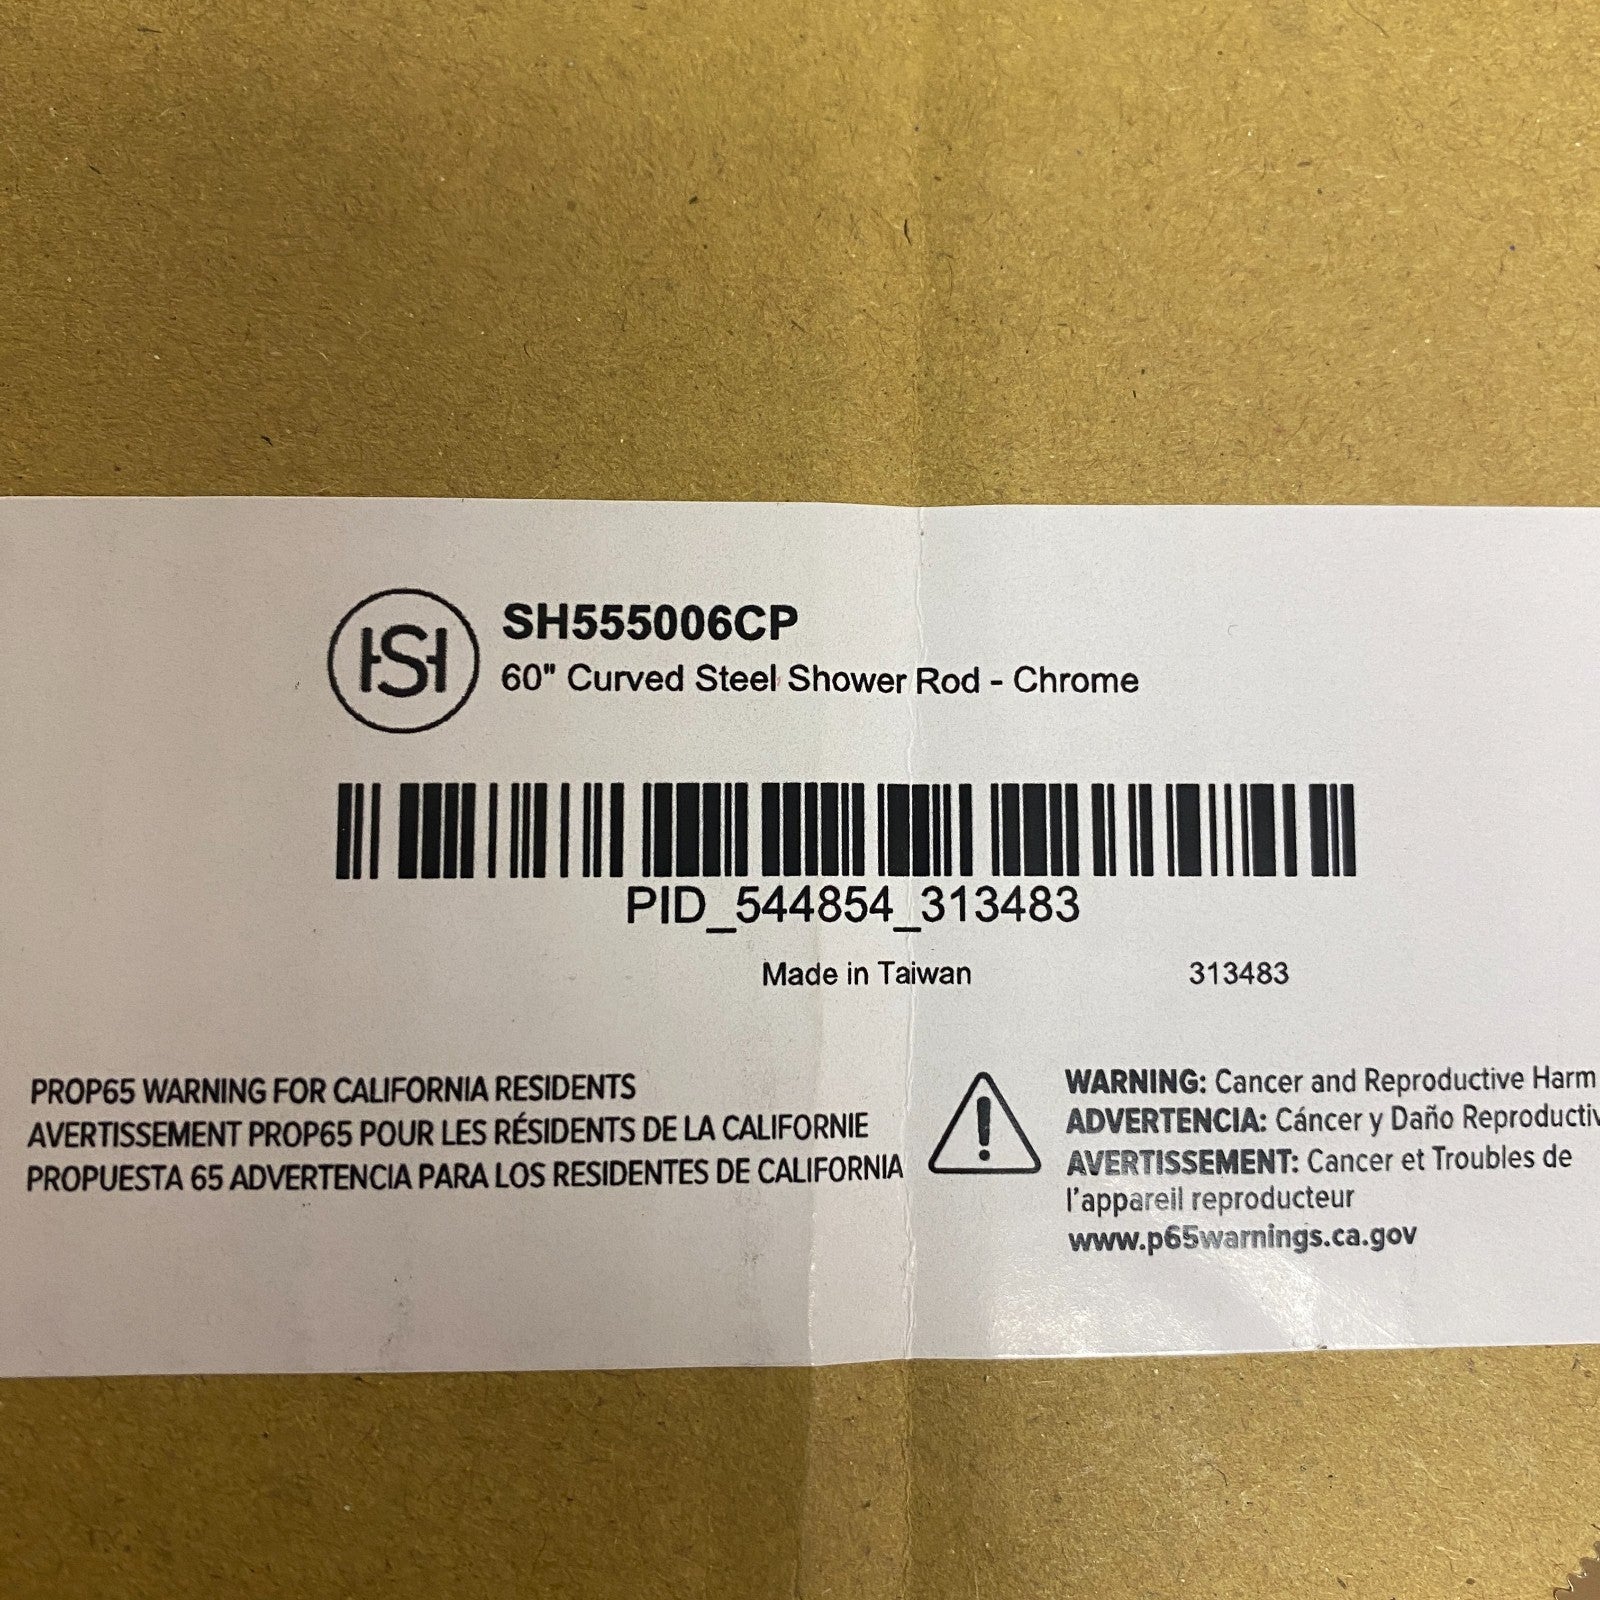 HSH
SH555006CP
60" Curved Steel Shower Rod - Chrome
PID_544854_313483
Made in Taiwan 313483
PROP65 WARNING FOR CALIFORNIA RESIDENTS
AVERTISSEMENT PROP65 POUR LES RÉSIDENTS DE LA CALIFORNIE
PROPUESTA 65 ADVERTENCIA PARA LOS RESIDENTES DE CALIFORNIA
WARNING: Cancer and Reproductive Harm
ADVERTENCIA: Cáncer y Daño
AVERTISSEMENT: Cancer et Troubles de
l'appareil reproducteur
www.p65warnings.ca.gov